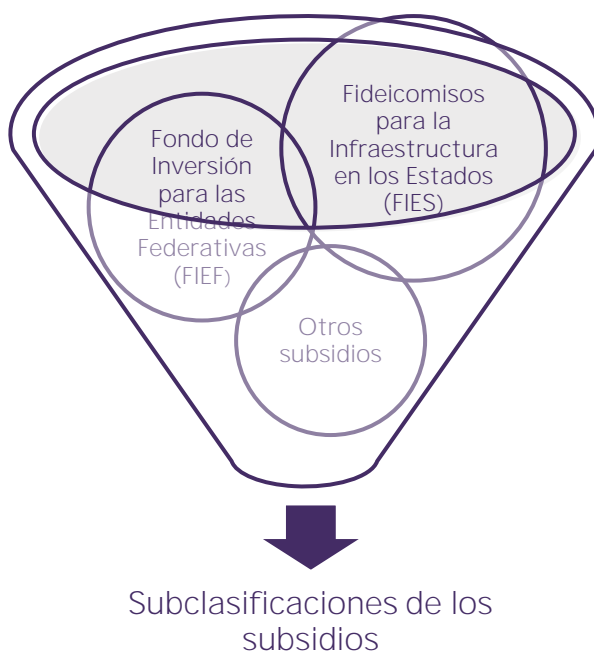 Fideicomisos
para la
Infraestructura
en los Estados
(FIES)
Fondo de
Inversión
para las
Entidades
Federativas
(FIEF)
Otros
subsidios
Subclasificaciones de los
subsidios